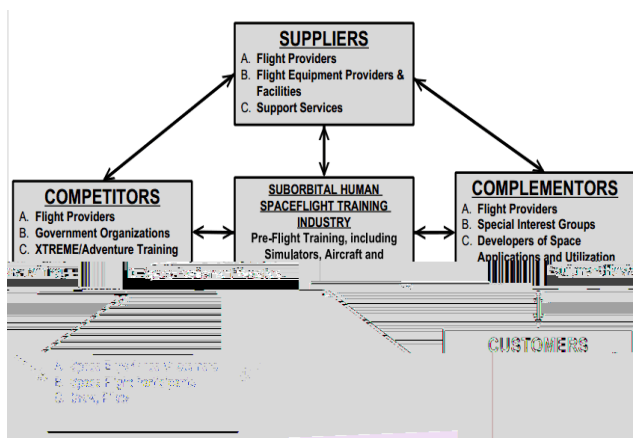 SUPPLIERS
A. Flight Providers
B. Flight Equipment Providers &
Facilities
C. Support Services
COMPETITORS
A. Flight Providers
B. Government Organizations
C. XTREME/Adventure Training
SUBORBITAL HUMAN
SPACEFLIGHT TRAINING
INDUSTRY
Pre-Flight Training, including
Simulators, Aircraft and
COMPLEMENTORS
A. Flight Providers
B. Special Interest Groups
C. Developers of Space
Applications and Utilization
CUSTOMERS